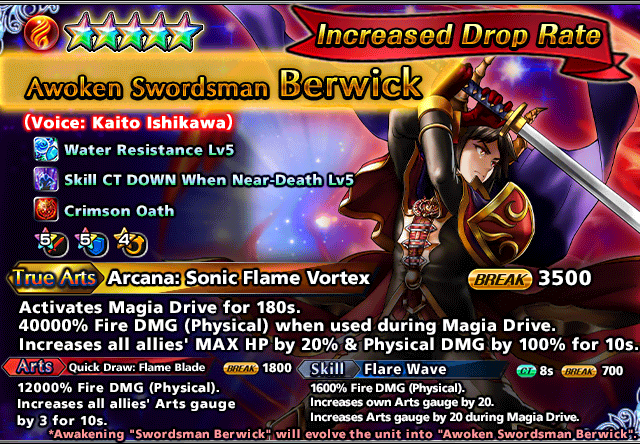 Increased Drop Rate
Awoken Swordsman Berwick
(Voice: Kaito Ishikawa)
Water Resistance Lv5
Skill CT DOWN When Near-Death Lv5
Crimson Oath
5 5 4
True Arts Arcana: Sonic Flame Vortex BREAK 3500
Activates Magia Drive for 180s.
40000% Fire DMG (Physical) when used during Magia Drive.
Increases all allies' MAX HP by 20% & Physical DMG by 100% for 10s.
Arts Quick Draw: Flame Blade BREAK 1800
12000% Fire DMG (Physical).
Increases all allies' Arts gauge
by 3 for 10s.
Skill Flare Wave CT 8s BREAK 700
1600% Fire DMG (Physical).
Increases own Arts gauge by 20.
Increases Arts gauge by 20 during Magia Drive.
*Awakening "Swordsman Berwick" will evolve the unit into "Awoken Swordsman Berwick".